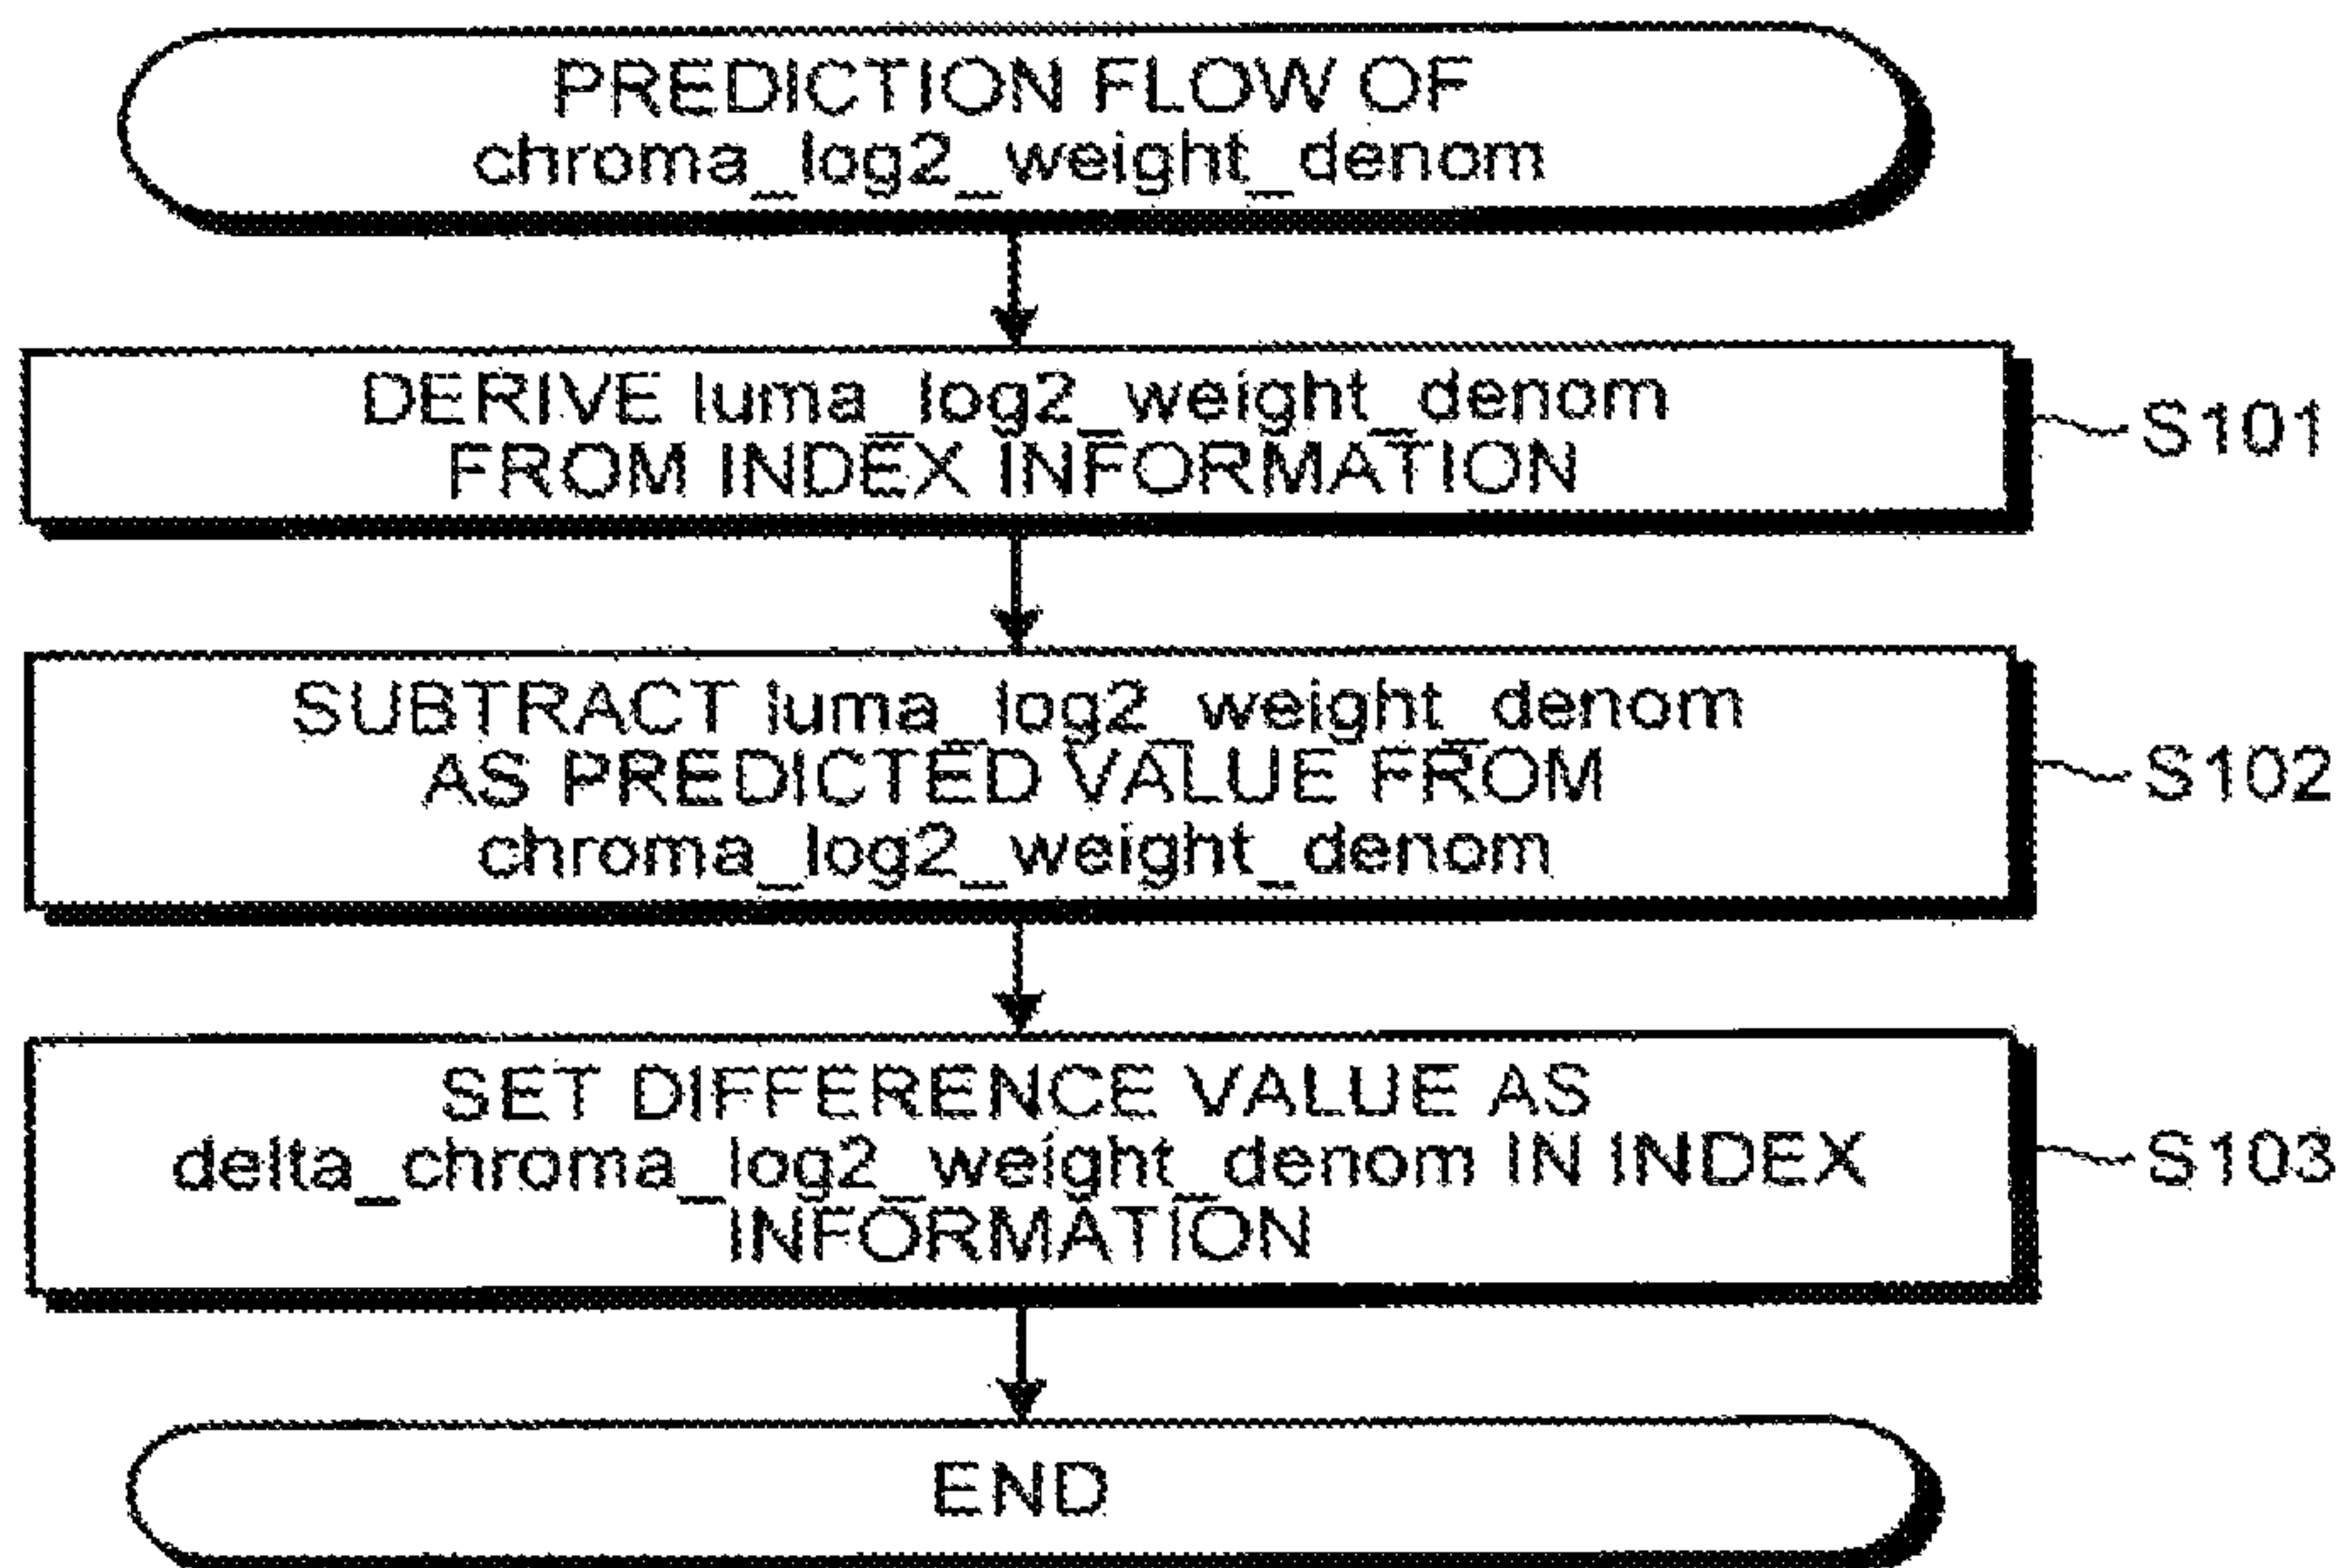 PREDICTION FLOW OF
chroma_log2_weight_denom
DERIVE luma_log2_weight_denom
FROM INDEX INFORMATION
S101
SUBTRACT luma_log2_weight_denom
AS PREDICTED VALUE FROM
chroma_log2_weight_denom
S102
SET DIFFERENCE VALUE AS
delta_chroma_log2_weight_denom IN INDEX
INFORMATION
S103
END